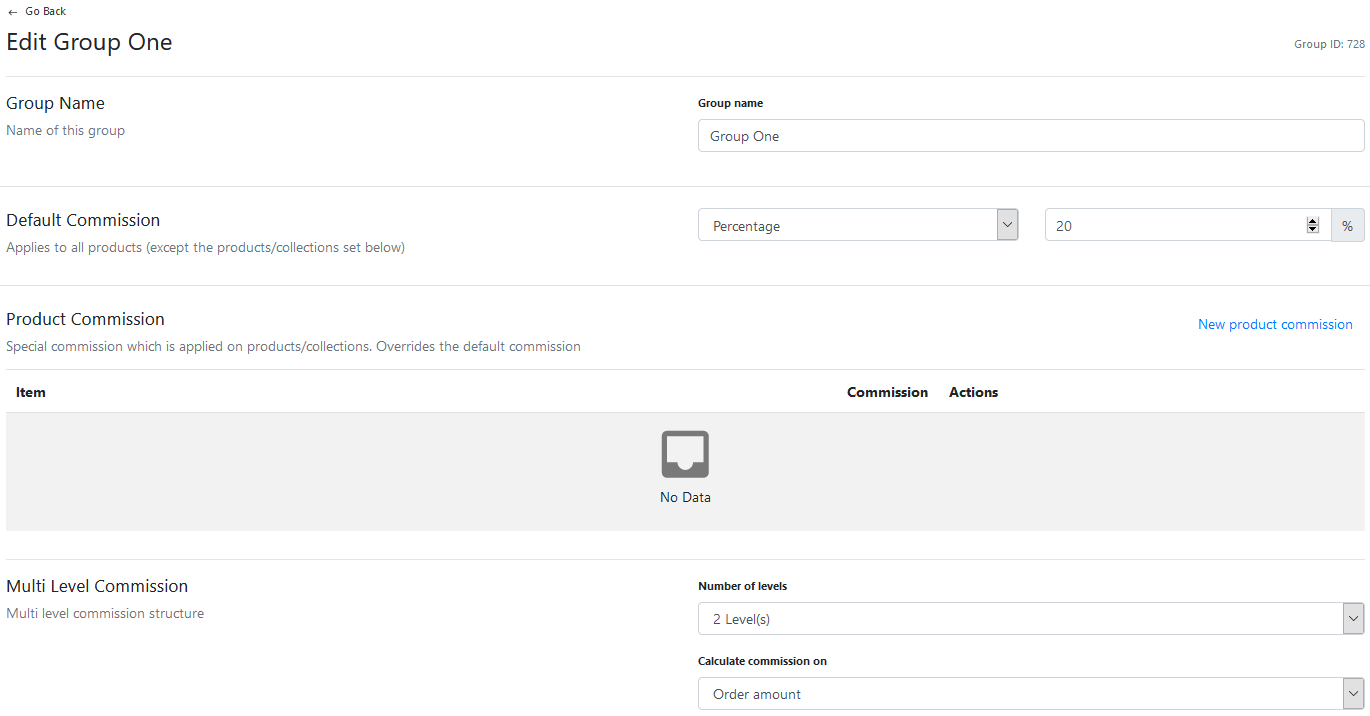 ← Go Back
Edit Group One
Group ID: 728
Group Name
Group name
Name of this group
Group One
Default Commission
Percentage
20
%
Applies to all products (except the products/collections set below)
Product Commission
New product commission
Special commission which is applied on products/collections. Overrides the default commission
Item
Commission
Actions
No Data
Multi Level Commission
Number of levels
Multi level commission structure
2 Level(s)
Calculate commission on
Order amount